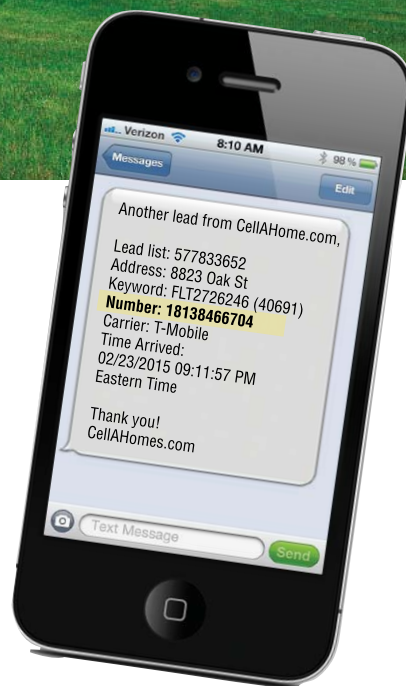 Verizon 8:10 AM 98 %
Messages
Edit
Another lead from CellAHome.com,
Lead list: 577833652
Address: 8823 Oak St
Keyword: FLT2726246 (40691)
Number: 18138466704
Carrier: T-Mobile
Time Arrived:
02/23/2015 09:11:57 PM
Eastern Time
Thank you!
CellAHomes.com
Text Message
Send